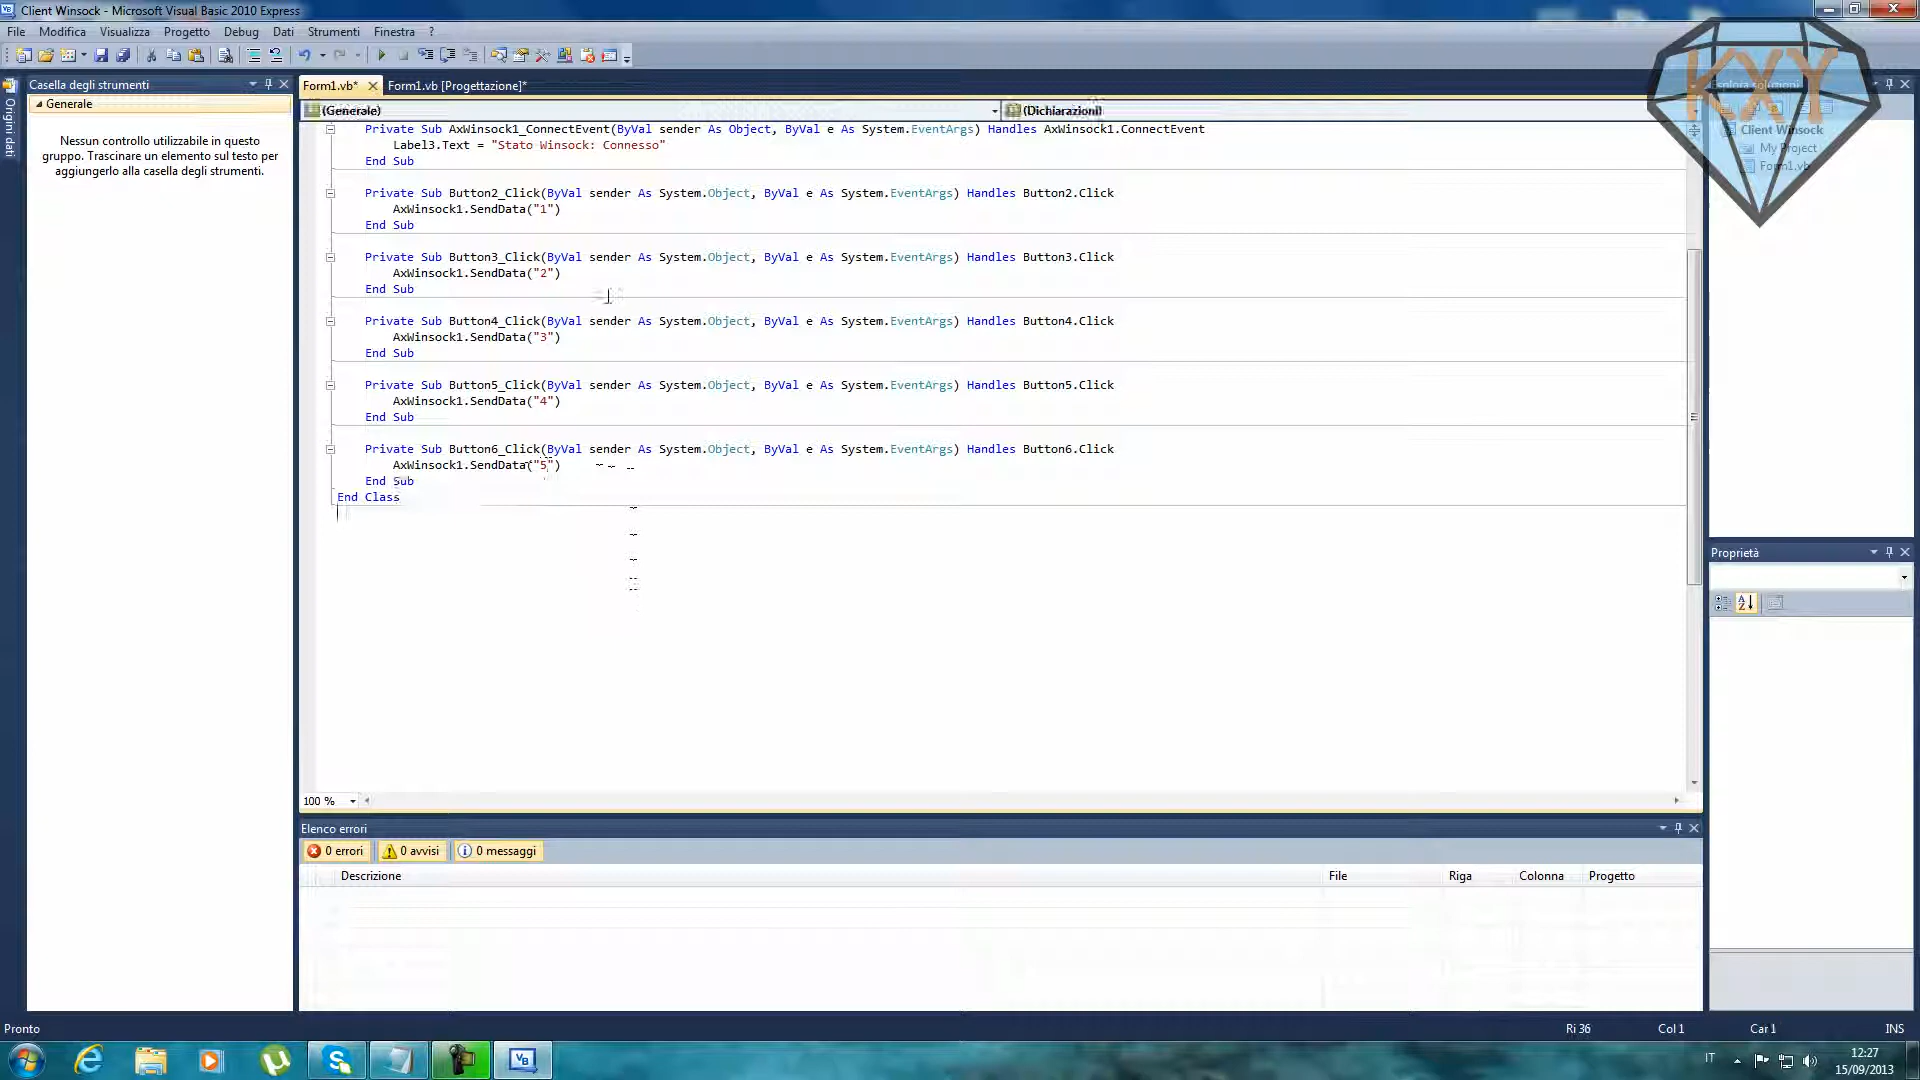 Client Winsock - Microsoft Visual Basic 2010 Express
File Modifica Visualizza Progetto Debug Dati Strumenti Finestra ?
Casella degli strumenti
Form1.vb* Form1.vb [Progettazione]*
Esplora soluzioni
Generale
(Generale) (Dichiarazioni)
KXY
Origini dati
Nessun controllo utilizzabile in questo
gruppo. Trascinare un elemento sul testo per
aggiungerlo alla casella degli strumenti.
Private Sub AxWinsock1_ConnectEvent(ByVal sender As Object, ByVal e As System.EventArgs) Handles AxWinsock1.ConnectEvent
Label3.Text = "Stato Winsock: Connesso"
End Sub
Private Sub Button2_Click(ByVal sender As System.Object, ByVal e As System.EventArgs) Handles Button2.Click
AxWinsock1.SendData("1")
End Sub
Private Sub Button3_Click(ByVal sender As System.Object, ByVal e As System.EventArgs) Handles Button3.Click
AxWinsock1.SendData("2")
End Sub
Private Sub Button4_Click(ByVal sender As System.Object, ByVal e As System.EventArgs) Handles Button4.Click
AxWinsock1.SendData("3")
End Sub
Private Sub Button5_Click(ByVal sender As System.Object, ByVal e As System.EventArgs) Handles Button5.Click
AxWinsock1.SendData("4")
End Sub
Private Sub Button6_Click(ByVal sender As System.Object, ByVal e As System.EventArgs) Handles Button6.Click
AxWinsock1.SendData("5")
End Sub
End Class
Client Winsock
My Project
Form1.vb
Proprietà
100 %
Elenco errori
0 errori 0 avvisi 0 messaggi
Descrizione File Riga Colonna Progetto
Pronto Ri 36 Col 1 Car 1 INS
IT
12:27
15/09/2013